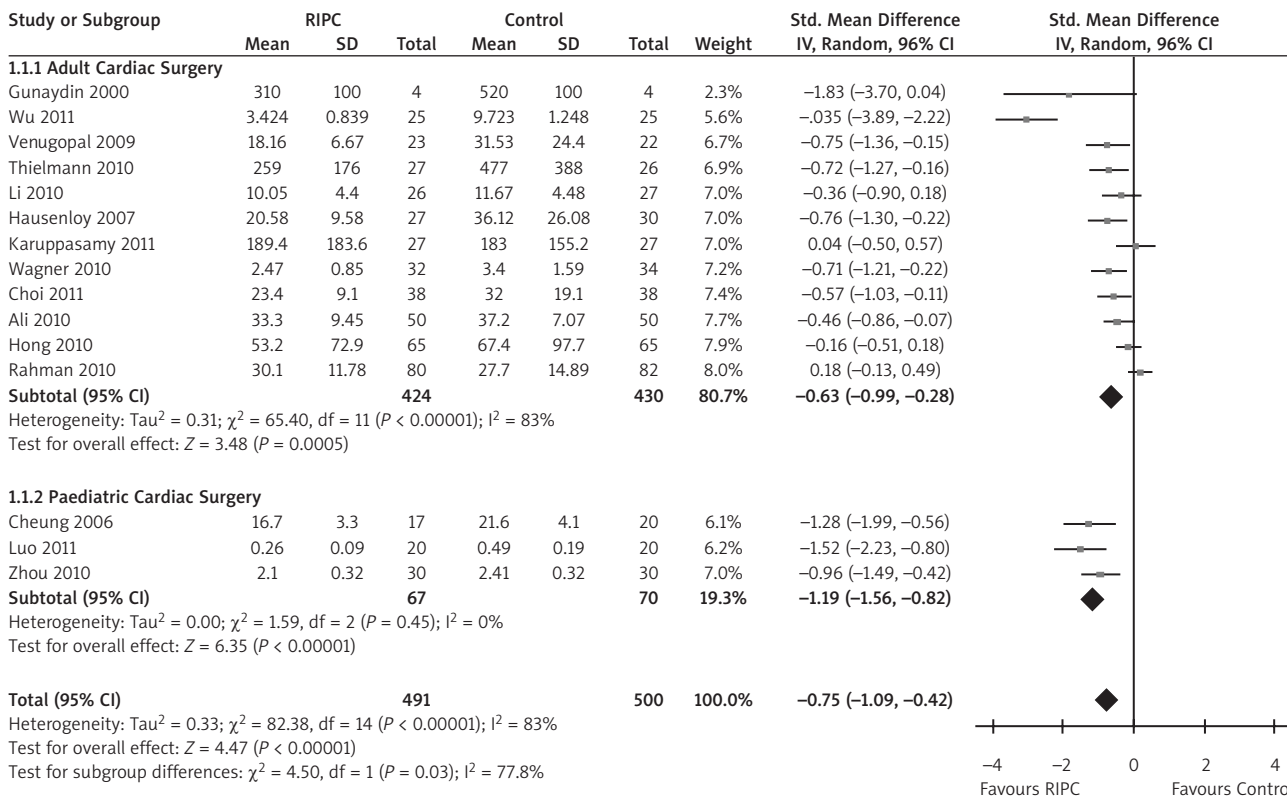 Study or Subgroup RIPC Control Std. Mean Difference Std. Mean Difference
Mean SD Total Mean SD Total Weight IV, Random, 96% CI IV, Random, 96% CI
1.1.1 Adult Cardiac Surgery
Gunaydin 2000 310 100 4 520 100 4 2.3% –1.83 (–3.70, 0.04)
Wu 2011 3.424 0.839 25 9.723 1.248 25 5.6% –.035 (–3.89, –2.22)
Venugopal 2009 18.16 6.67 23 31.53 24.4 22 6.7% –0.75 (–1.36, –0.15)
Thielmann 2010 259 176 27 477 388 26 6.9% –0.72 (–1.27, –0.16)
Li 2010 10.05 4.4 26 11.67 4.48 27 7.0% –0.36 (–0.90, 0.18)
Hausenloy 2007 20.58 9.58 27 36.12 26.08 30 7.0% –0.76 (–1.30, –0.22)
Karuppasamy 2011 189.4 183.6 27 183 155.2 27 7.0% 0.04 (–0.50, 0.57)
Wagner 2010 2.47 0.85 32 3.4 1.59 34 7.2% –0.71 (–1.21, –0.22)
Choi 2011 23.4 9.1 38 32 19.1 38 7.4% –0.57 (–1.03, –0.11)
Ali 2010 33.3 9.45 50 37.2 7.07 50 7.7% –0.46 (–0.86, –0.07)
Hong 2010 53.2 72.9 65 67.4 97.7 65 7.9% –0.16 (–0.51, 0.18)
Rahman 2010 30.1 11.78 80 27.7 14.89 82 8.0% 0.18 (–0.13, 0.49)
Subtotal (95% CI) 424 430 80.7% –0.63 (–0.99, –0.28)
Heterogeneity: Tau² = 0.31; χ² = 65.40, df = 11 (P < 0.00001); I² = 83%
Test for overall effect: Z = 3.48 (P = 0.0005)
1.1.2 Paediatric Cardiac Surgery
Cheung 2006 16.7 3.3 17 21.6 4.1 20 6.1% –1.28 (–1.99, –0.56)
Luo 2011 0.26 0.09 20 0.49 0.19 20 6.2% –1.52 (–2.23, –0.80)
Zhou 2010 2.1 0.32 30 2.41 0.32 30 7.0% –0.96 (–1.49, –0.42)
Subtotal (95% CI) 67 70 19.3% –1.19 (–1.56, –0.82)
Heterogeneity: Tau² = 0.00; χ² = 1.59, df = 2 (P = 0.45); I² = 0%
Test for overall effect: Z = 6.35 (P < 0.00001)
Total (95% CI) 491 500 100.0% –0.75 (–1.09, –0.42)
Heterogeneity: Tau² = 0.33; χ² = 82.38, df = 14 (P < 0.00001); I² = 83%
Test for overall effect: Z = 4.47 (P < 0.00001)
Test for subgroup differences: χ² = 4.50, df = 1 (P = 0.03); I² = 77.8%
–4 –2 0 2 4
Favours RIPC Favours Control